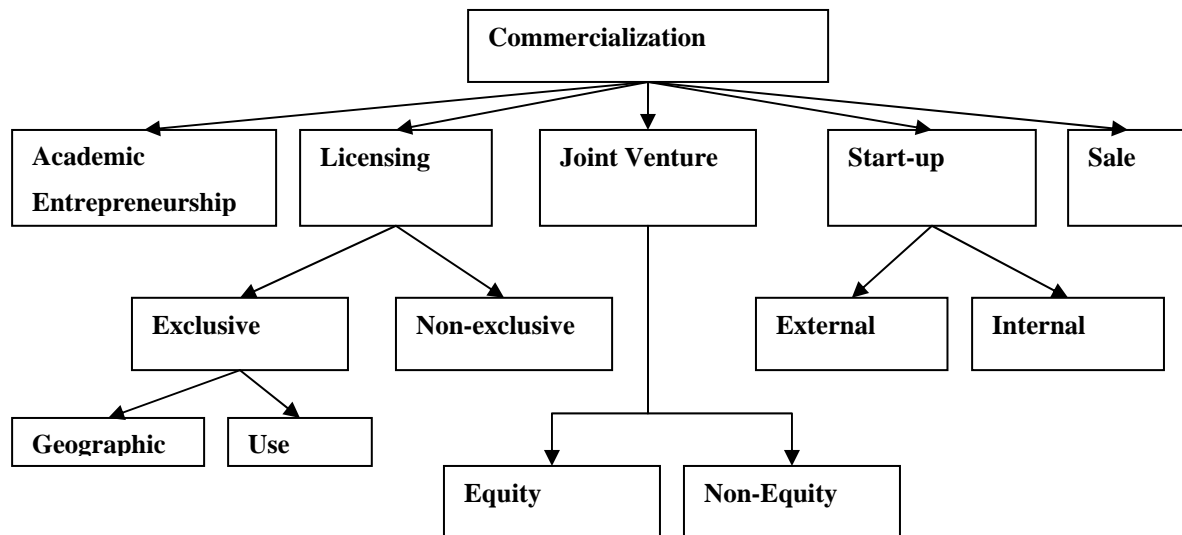 Commercialization
Academic
Entrepreneurship
Licensing
Joint Venture
Start-up
Sale
Exclusive
Non-exclusive
External
Internal
Geographic
Use
Equity
Non-Equity